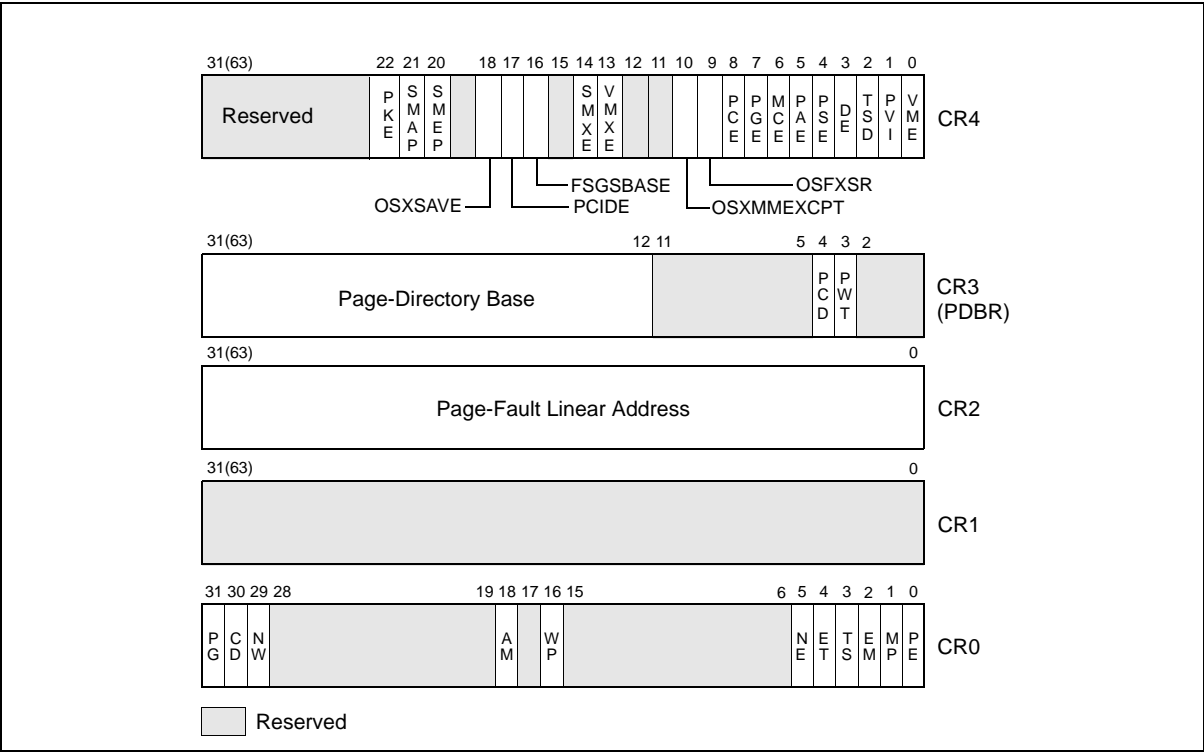 31(63) 22 21 20 18 17 16 15 14 13 12 11 10 9 8 7 6 5 4 3 2 1 0
Reserved PKE SMAP SMEP SMXE VMXE PCE PGE MCE PAE PSE DE TSD PVI VME CR4
FSGSBASE OSFXSR
OSXSAVE PCIDE OSXMMEXCPT
31(63) 12 11 5 4 3 2
Page-Directory Base PCD PWT CR3
(PDBR)
31(63) 0
Page-Fault Linear Address CR2
31(63) 0
CR1
31 30 29 28 19 18 17 16 15 6 5 4 3 2 1 0
PG CD NW AM WP NE ET TS EM MP PE CR0
Reserved